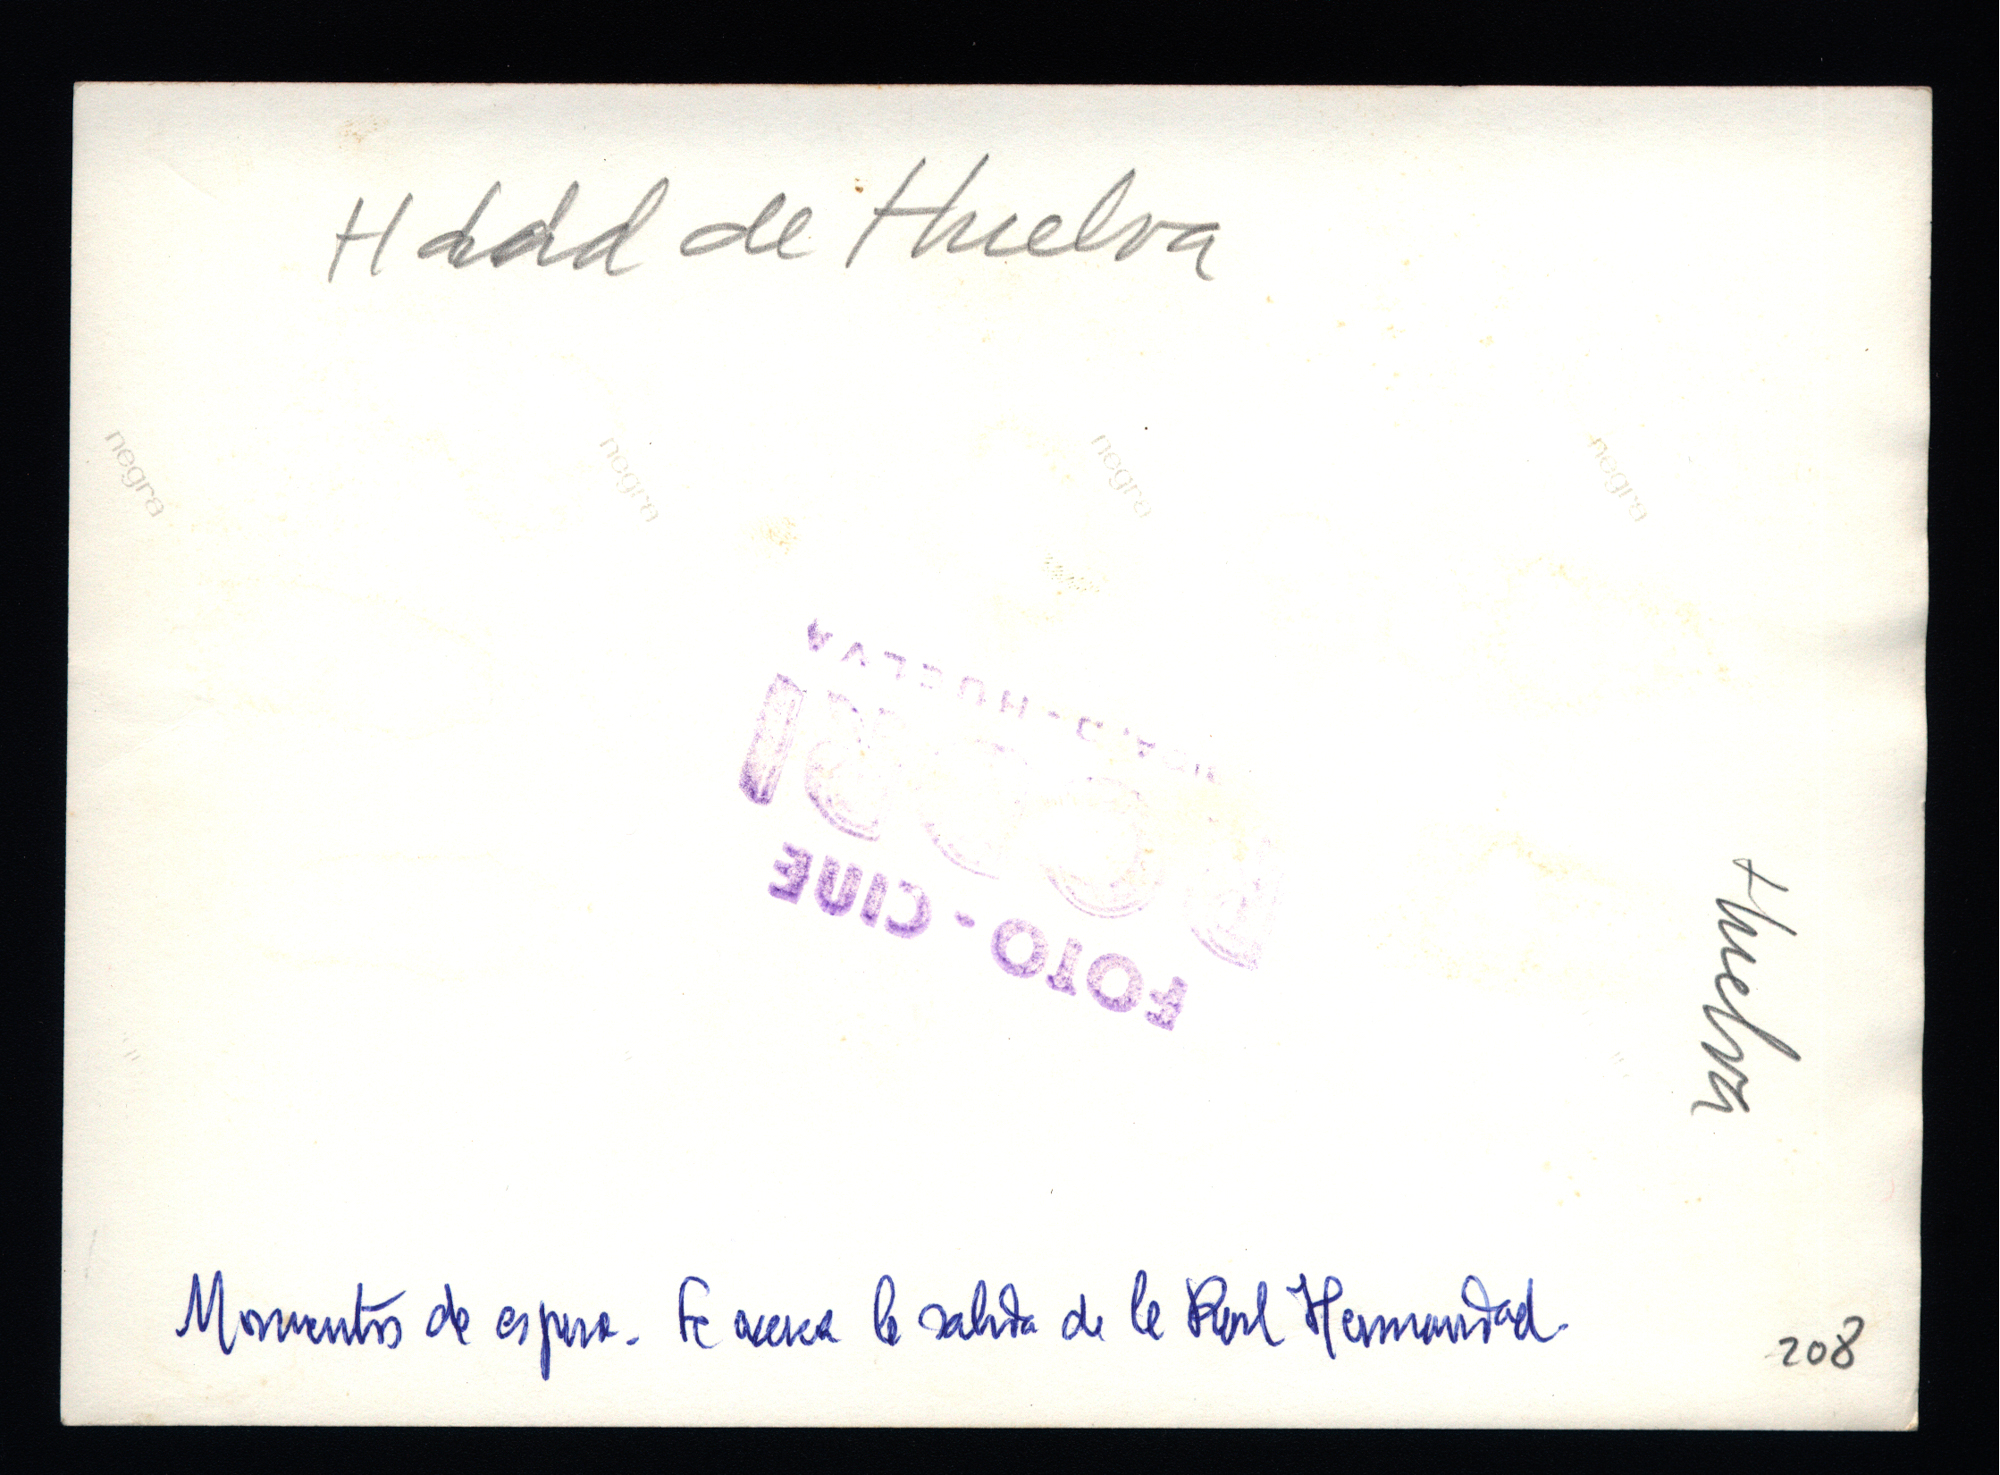 Hdad de Huelva
negra negra negra negra
FOTO - CINE
HUELVA
Huelva
Momentos de espera. Se acerca la salida de la Real Hermandad.
208